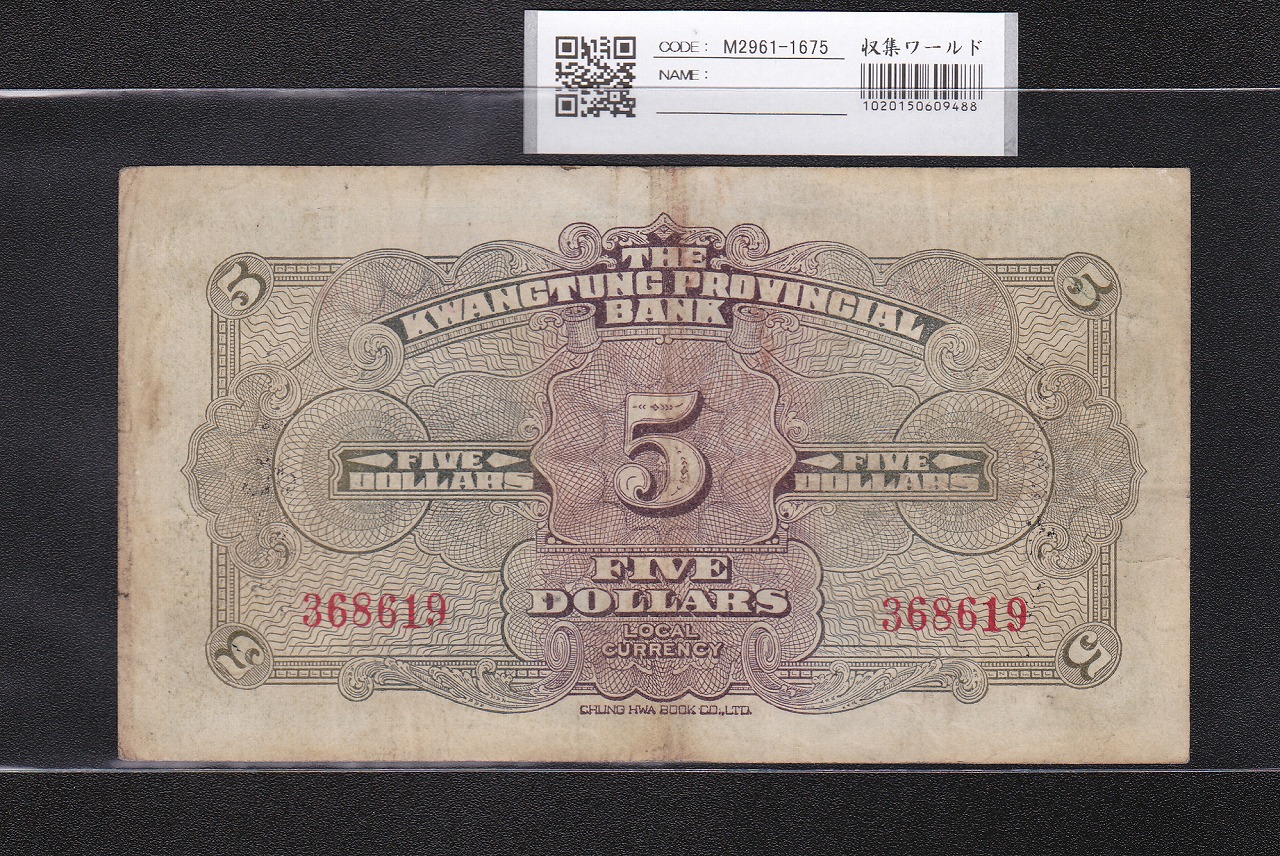 CODE: M2961-1675 収集ワールド
NAME:
1020150609488
5 5
THE
KWANGTUNG PROVINCIAL
BANK
5
FIVE FIVE
DOLLARS DOLLARS
FIVE
DOLLARS
368619 368619
LOCAL
CURRENCY
5 5
CHUNG HWA BOOK CO.,LTD.